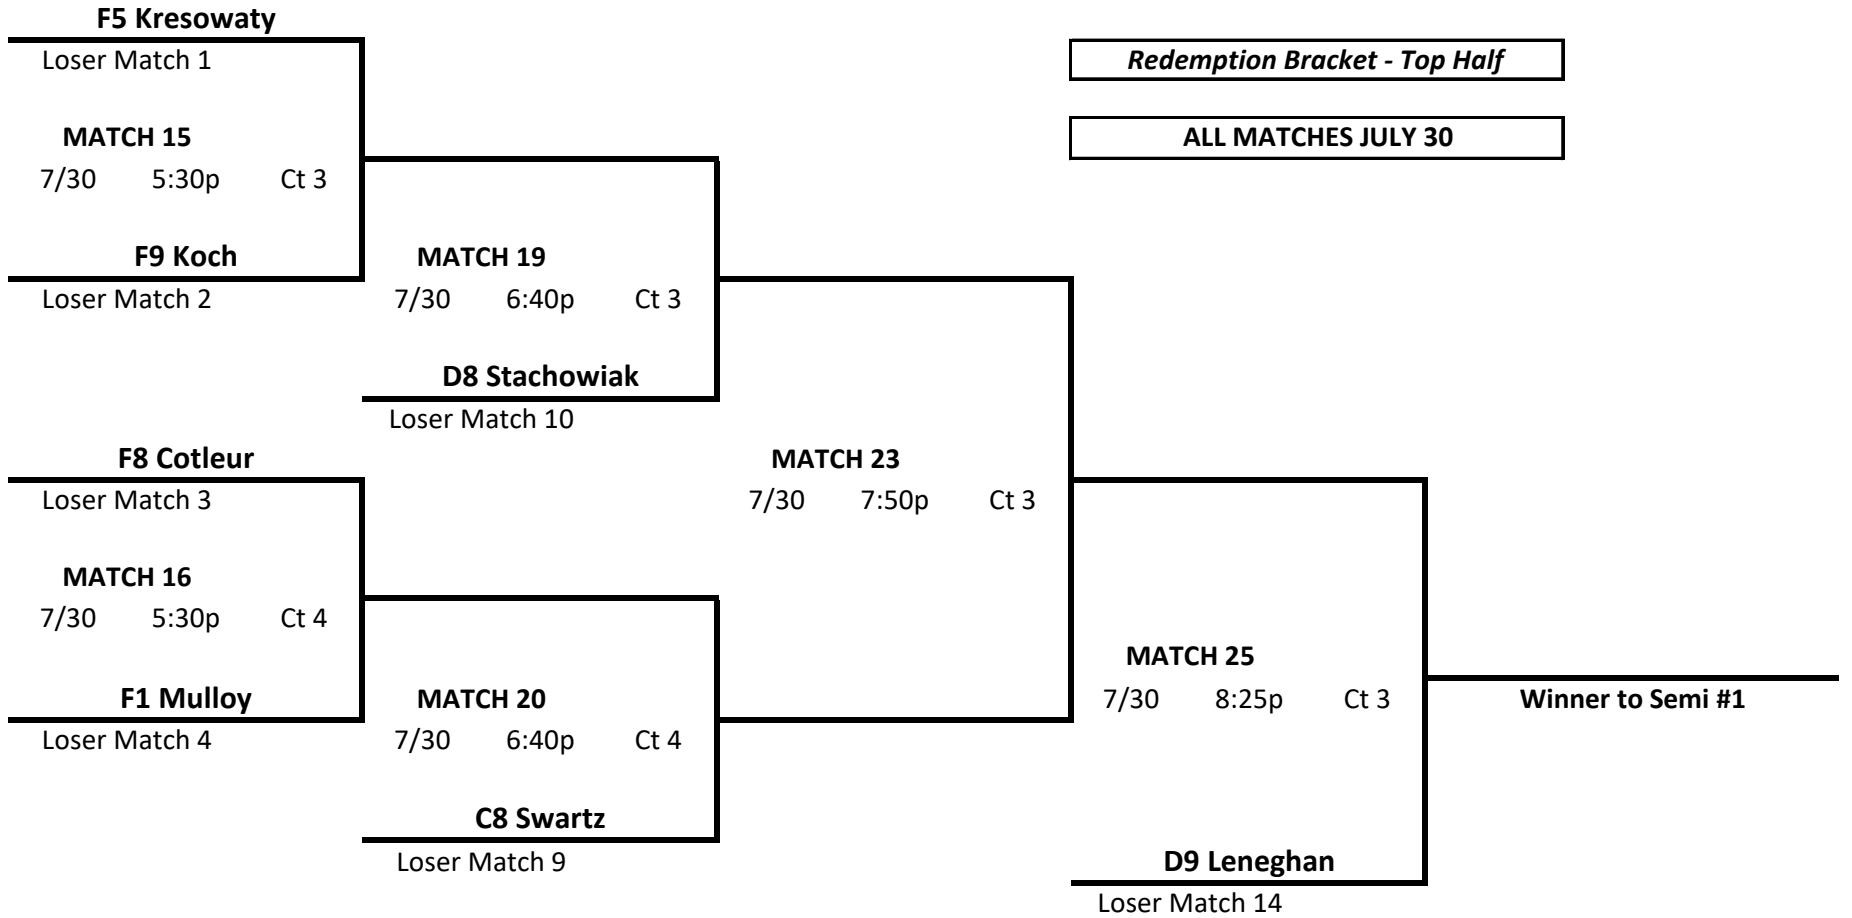 F5 Kresowaty
Loser Match 1
Redemption Bracket - Top Half
MATCH 15
ALL MATCHES JULY 30
7/30 5:30p Ct 3
F9 Koch
MATCH 19
Loser Match 2
7/30 6:40p Ct 3
D8 Stachowiak
Loser Match 10
F8 Cotleur
MATCH 23
Loser Match 3
7/30 7:50p Ct 3
MATCH 16
7/30 5:30p Ct 4
MATCH 25
F1 Mulloy
MATCH 20
7/30 8:25p Ct 3
Winner to Semi #1
Loser Match 4
7/30 6:40p Ct 4
C8 Swartz
Loser Match 9
D9 Leneghan
Loser Match 14